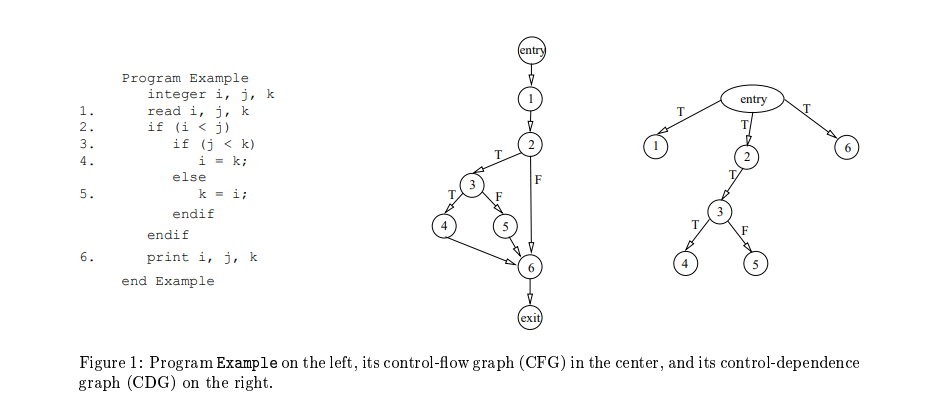 Program Example
integer i, j, k
1. read i, j, k
2. if (i < j)
3. if (j < k)
4. i = k;
else
5. k = i;
endif
endif
6. print i, j, k
end Example
entry
1
2
T
F
3
T
F
4
5
6
exit
entry
T
T
T
1
2
6
T
3
T
F
4
5
Figure 1: Program Example on the left, its control-flow graph (CFG) in the center, and its control-dependence
graph (CDG) on the right.